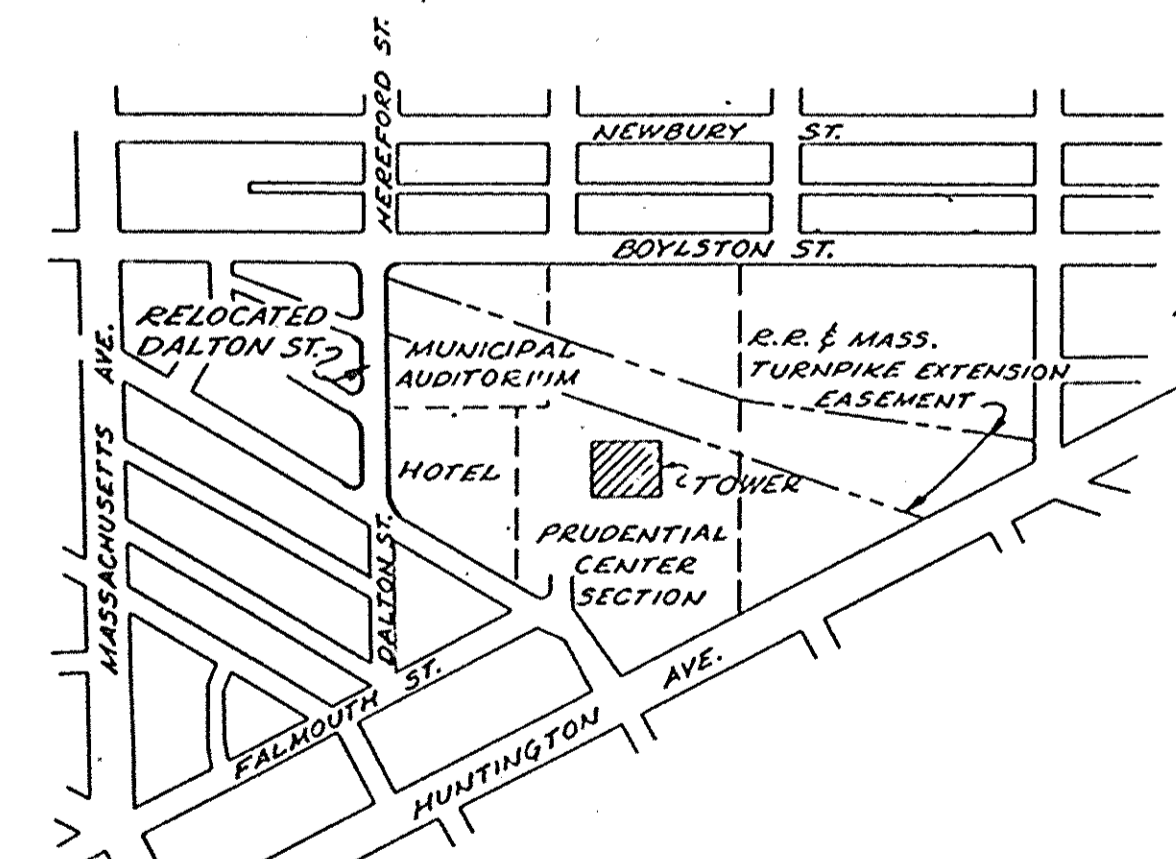 HEREFORD ST.
NEWBURY ST.
BOYLSTON ST.
RELOCATED
DALTON ST.
MUNICIPAL
AUDITORIUM
R.R. & MASS.
TURNPIKE EXTENSION
EASEMENT
MASSACHUSETTS AVE.
HOTEL
TOWER
PRUDENTIAL
CENTER
SECTION
DALTON ST.
FALMOUTH ST.
HUNTINGTON AVE.